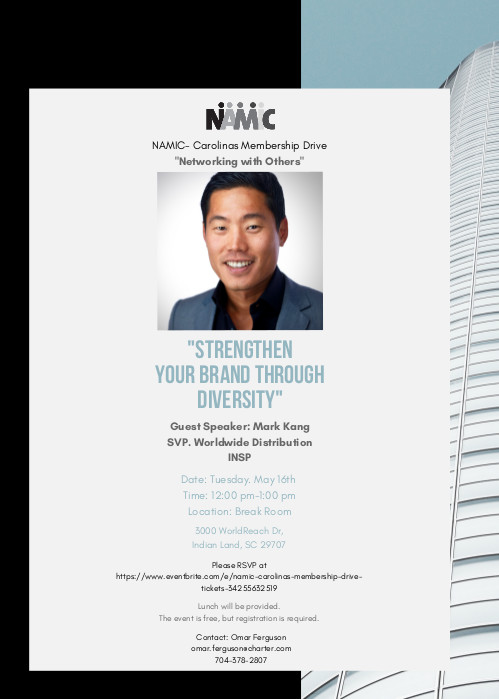 NAMIC
NAMIC- Carolinas Membership Drive
"Networking with Others"
"STRENGTHEN
YOUR BRAND THROUGH
DIVERSITY"
Guest Speaker: Mark Kang
SVP. Worldwide Distribution
INSP
Date: Tuesday, May 16th
Time: 12:00 pm-1:00 pm
Location: Break Room
3000 WorldReach Dr,
Indian Land, SC 29707
Please RSVP at
https://www.eventbrite.com/e/namic-carolinas-membership-drive-
tickets-34255632519
Lunch will be provided.
The event is free, but registration is required.
Contact: Omar Ferguson
omar.ferguson@charter.com
704-378-2807